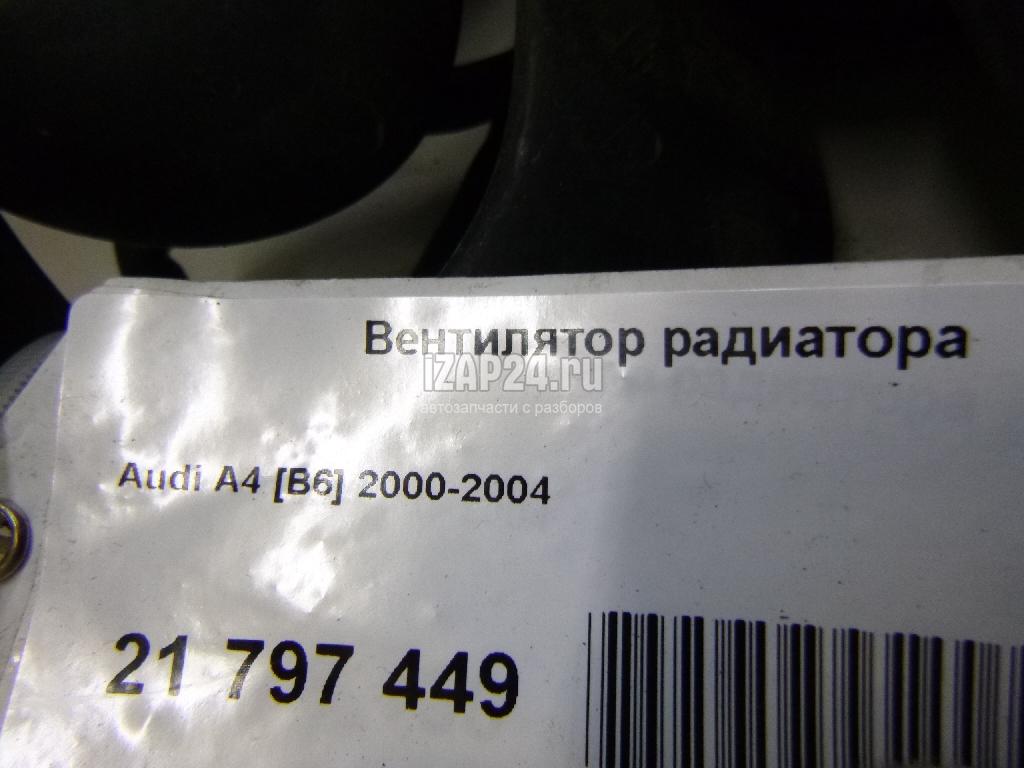 Вентилятор радиатора
iZAP24.ru
автозапчасти с разборов
Audi A4 [B6] 2000-2004
21 797 449